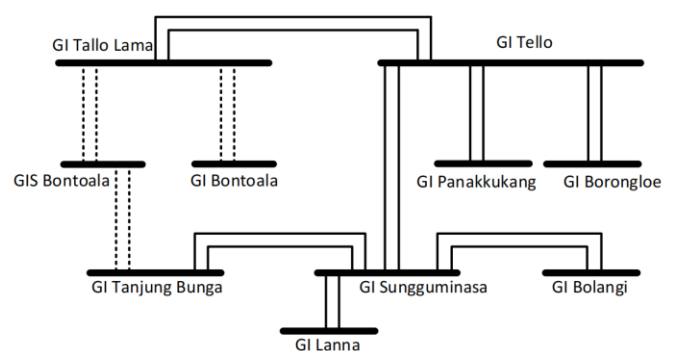 GI Tallo Lama
GI Tello
GIS Bontoala
GI Bontoala
GI Panakkukang
GI Borongloe
GI Tanjung Bunga
GI Sungguminasa
GI Bolangi
GI Lanna